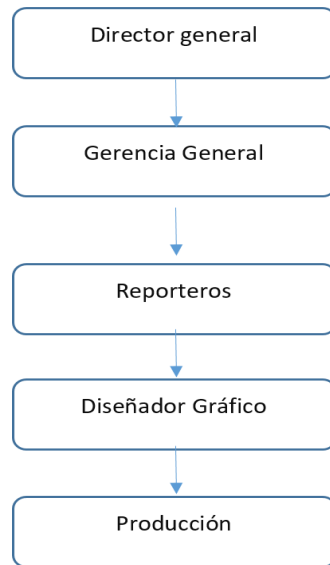 Director general
Gerencia General
Reporteros
Diseñador Gráfico
Producción